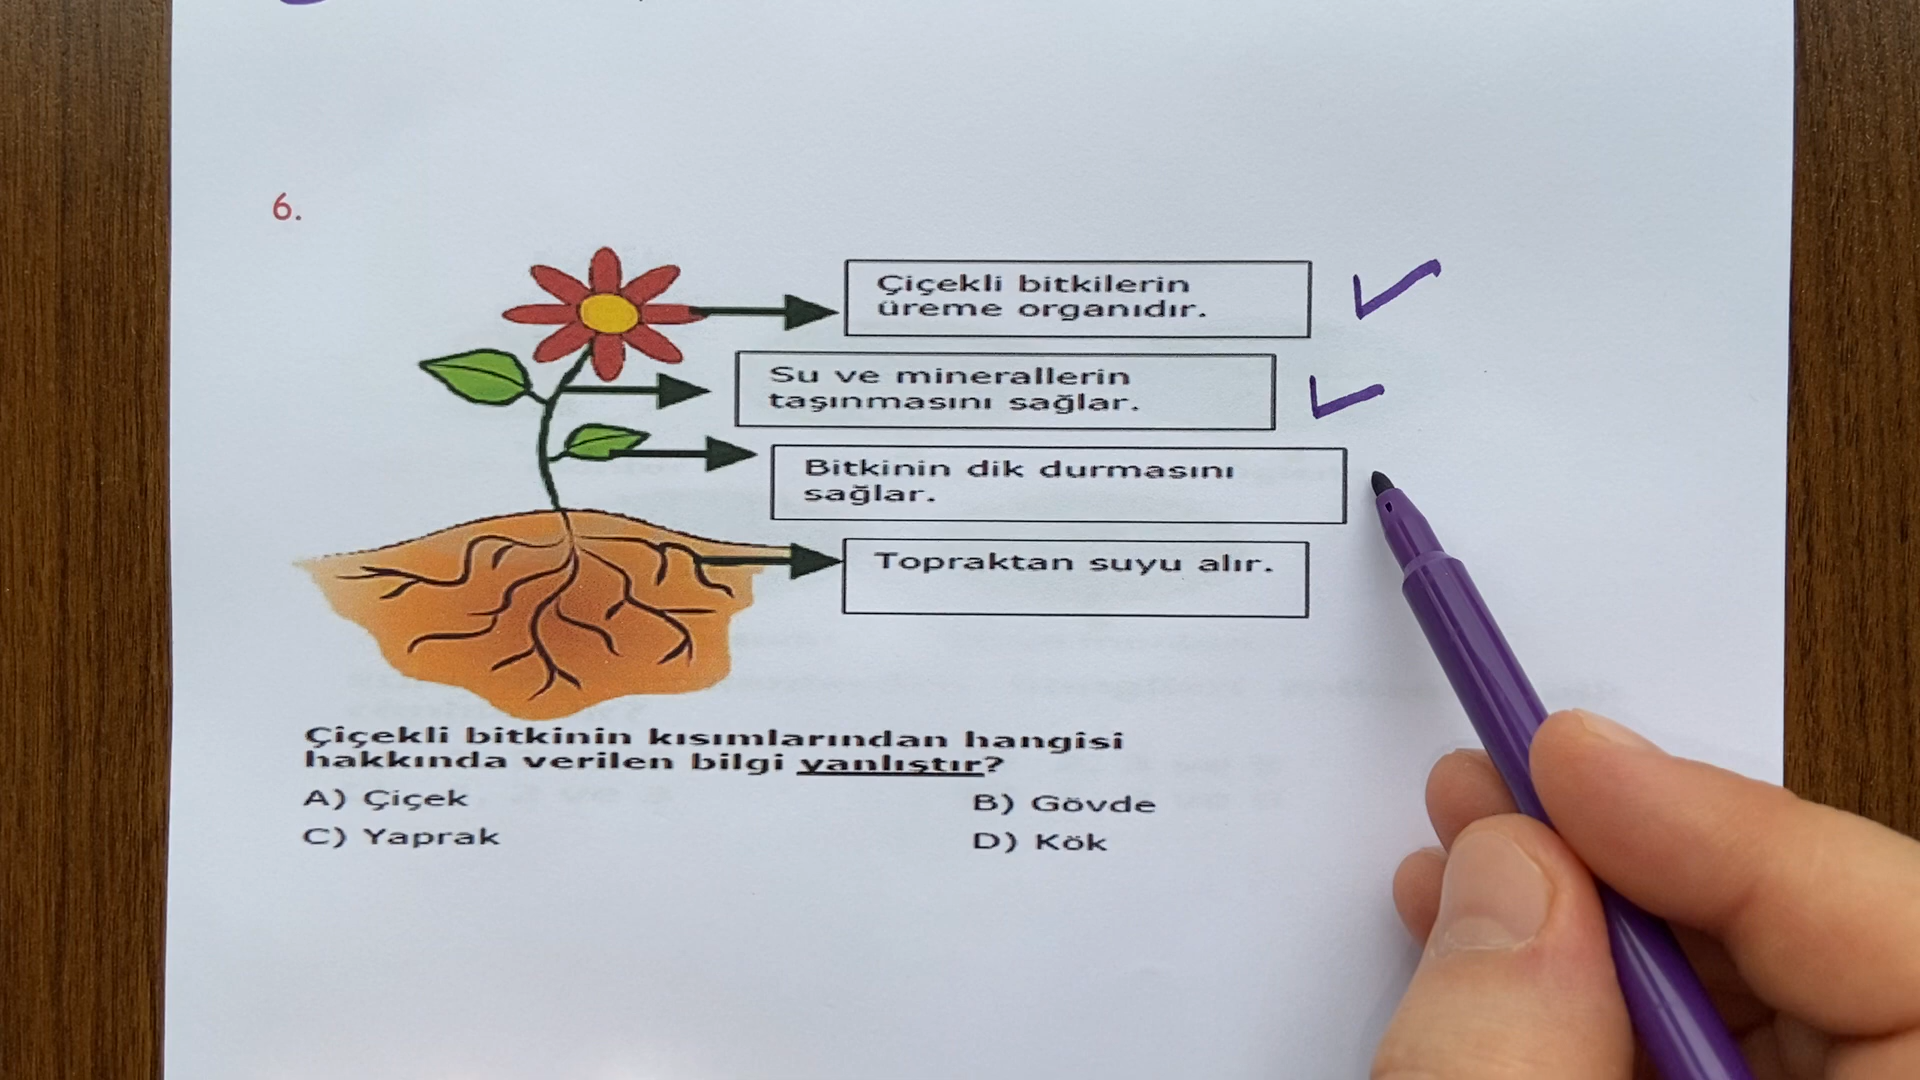 6.
Çiçekli bitkilerin
üreme organıdır.
Su ve minerallerin
taşınmasını sağlar.
Bitkinin dik durmasını
sağlar.
Topraktan suyu alır.
Çiçekli bitkinin kısımlarından hangisi
hakkında verilen bilgi yanlıştır?
A) Çiçek
B) Gövde
C) Yaprak
D) Kök